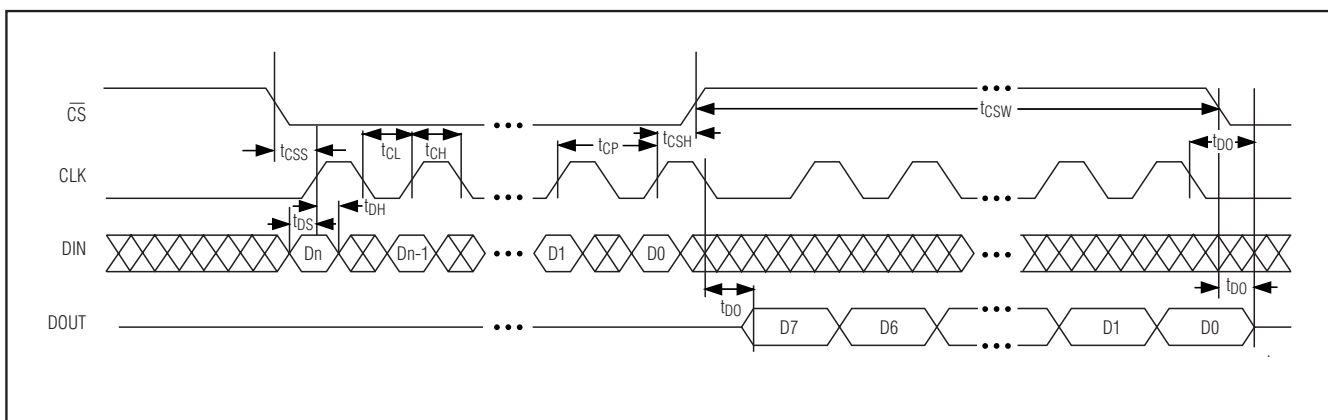 CS
tCSW
tCSS
tCL
tCH
tCP
tCSH
tDO
CLK
tDS
tDH
DIN
Dn
Dn-1
D1
D0
tDO
tDO
DOUT
D7
D6
D1
D0